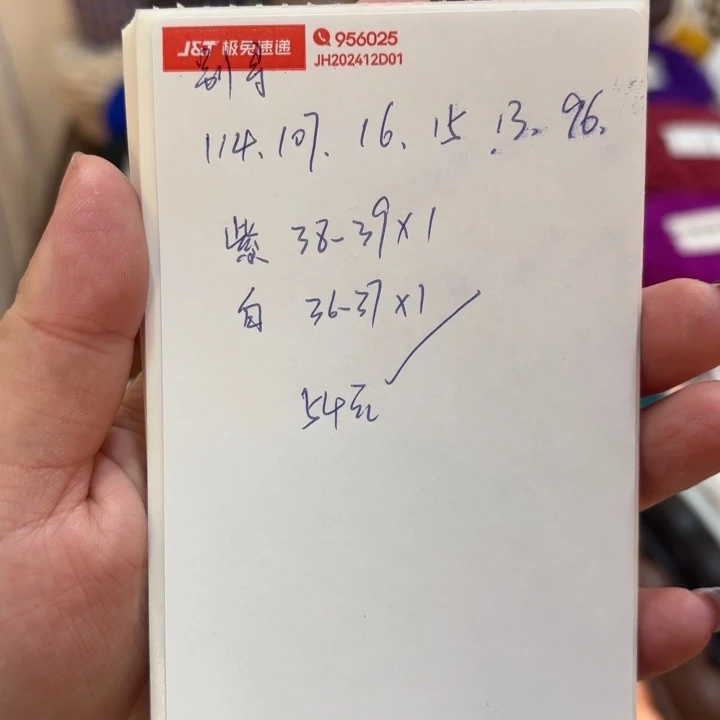 J&T 极兔速递 956025
JH202412D01
114. 107. 16. 15. 13. 96.
紫 38-39×1
白 36-37×1
54元